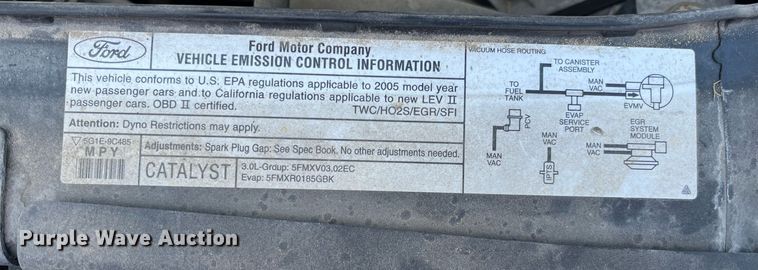 Ford
Ford Motor Company
VEHICLE EMISSION CONTROL INFORMATION
This vehicle conforms to U.S. EPA regulations applicable to 2005 model year
new passenger cars and to California regulations applicable to new LEV II
passenger cars. OBD II certified.
TWC/HO2S/EGR/SFI
Attention: Dyno Restrictions may apply.
5G1E-9C485
MPY
Adjustments: Spark Plug Gap: See Spec Book. No other adjustments needed.
CATALYST
3.0L-Group: 5FMXV03.02EC
Evap: 5FMXR0185GBK
VACUUM HOSE ROUTING
TO CANISTER
ASSEMBLY
TO
FUEL
TANK
MAN
VAC
EVMV
PCV
EVAP
SERVICE
PORT
EGR
SYSTEM
MODULE
MAN
VAC
MAN
VAC
PTS
MAN
VAC
Purple Wave Auction